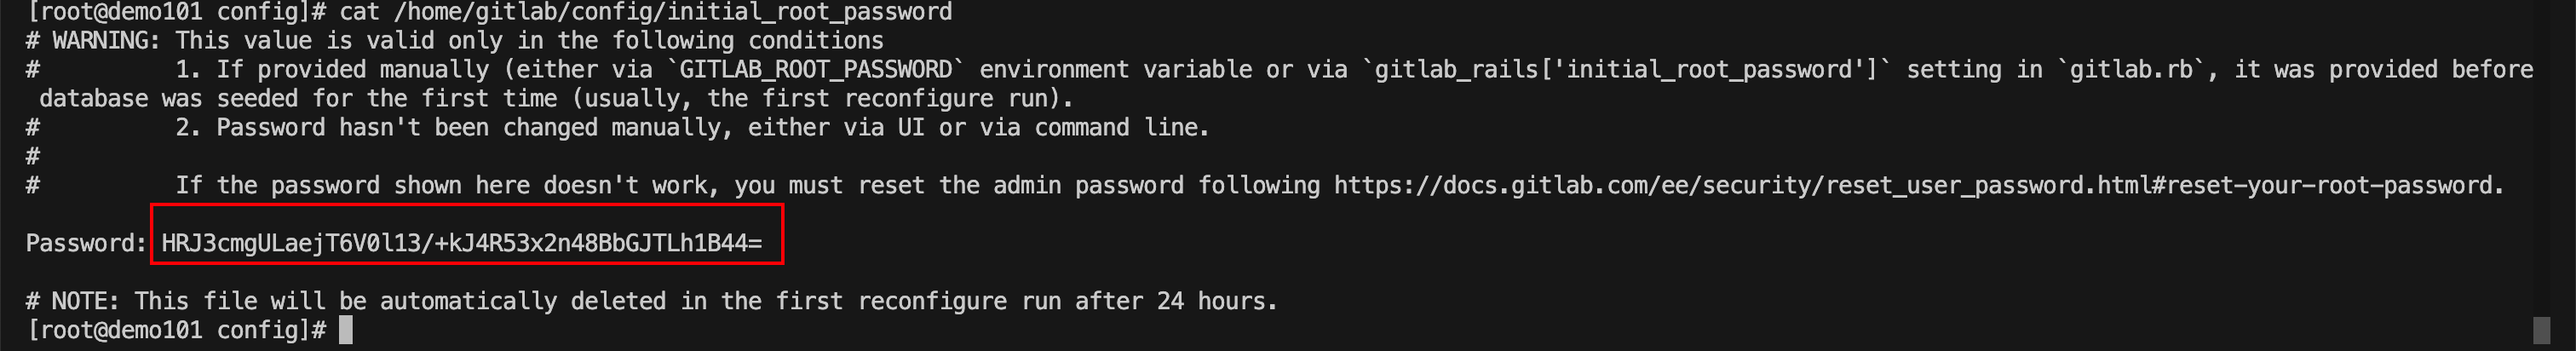 [root@demo101 config]# cat /home/gitlab/config/initial_root_password
# WARNING: This value is valid only in the following conditions
#          1. If provided manually (either via `GITLAB_ROOT_PASSWORD` environment variable or via `gitlab_rails['initial_root_password']` setting in `gitlab.rb`, it was provided before
 database was seeded for the first time (usually, the first reconfigure run).
#          2. Password hasn't been changed manually, either via UI or via command line.
#
#          If the password shown here doesn't work, you must reset the admin password following https://docs.gitlab.com/ee/security/reset_user_password.html#reset-your-root-password.
Password: HRJ3cmgULaejT6V0l13/+kJ4R53x2n48BbGJTLh1B44=
# NOTE: This file will be automatically deleted in the first reconfigure run after 24 hours.
[root@demo101 config]#